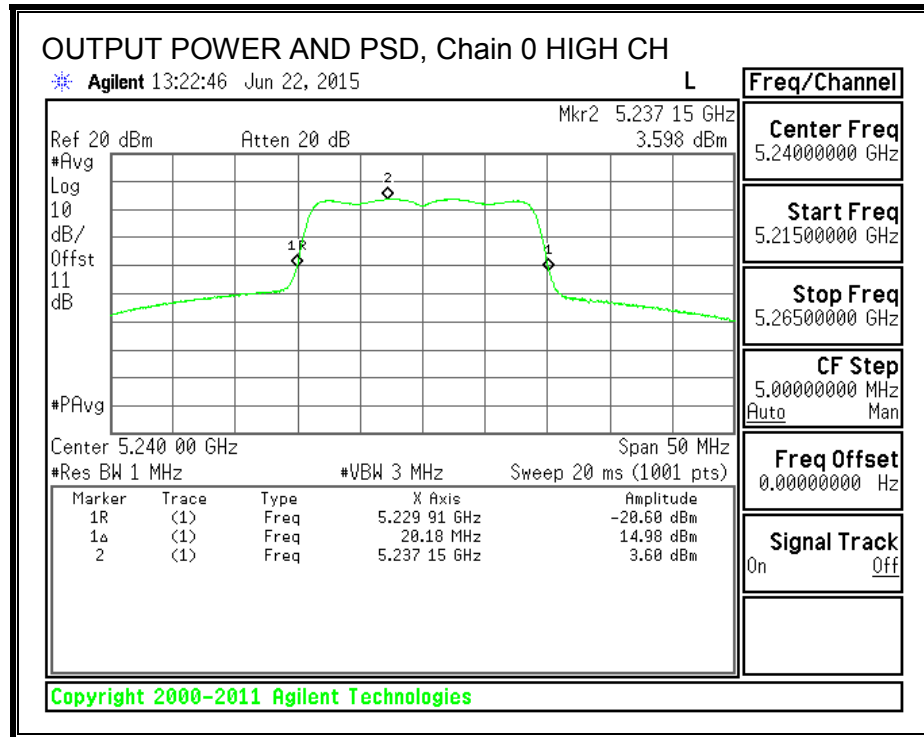 OUTPUT POWER AND PSD, Chain 0 HIGH CH
Agilent 13:22:46 Jun 22, 2015 L
Mkr2 5.237 15 GHz
Ref 20 dBm Atten 20 dB 3.598 dBm
#Avg
Log
10
dB/
Offst
11
dB
#PAvg
2
1R
1
Center 5.240 00 GHz Span 50 MHz
#Res BW 1 MHz #VBW 3 MHz Sweep 20 ms (1001 pts)
Marker Trace Type X Axis Amplitude
1R (1) Freq 5.229 91 GHz -20.60 dBm
1Δ (1) Freq 20.18 MHz 14.98 dBm
2 (1) Freq 5.237 15 GHz 3.60 dBm
Freq/Channel
Center Freq
5.24000000 GHz
Start Freq
5.21500000 GHz
Stop Freq
5.26500000 GHz
CF Step
5.00000000 MHz
Auto Man
Freq Offset
0.00000000 Hz
Signal Track
On Off
Copyright 2000-2011 Agilent Technologies